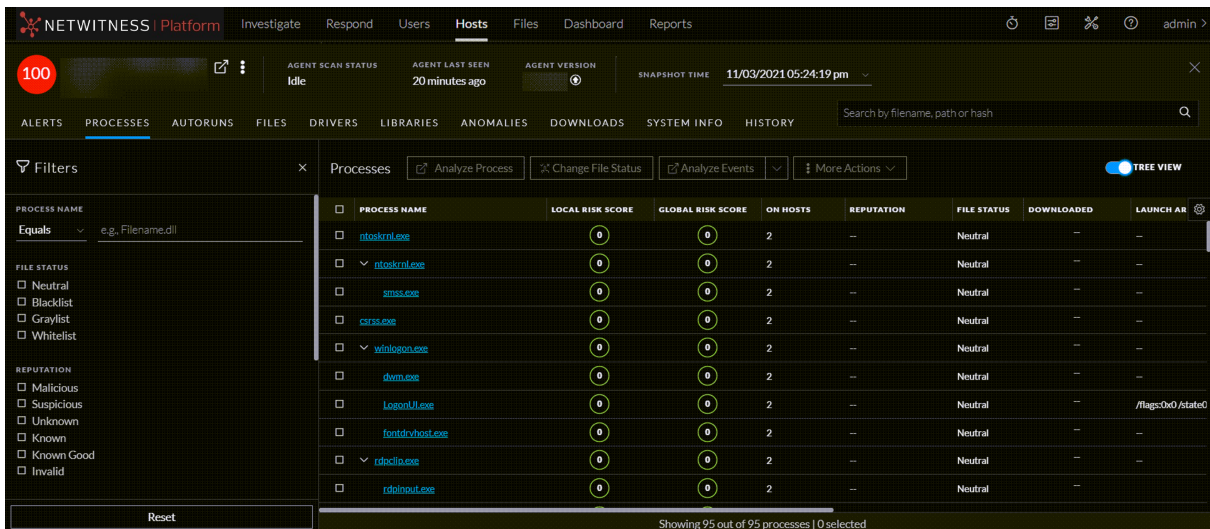 NETWITNESS Platform Investigate Respond Users Hosts Files Dashboard Reports admin >
100 AGENT SCAN STATUS AGENT LAST SEEN AGENT VERSION SNAPSHOT TIME 11/03/2021 05:24:19 pm
Idle 20 minutes ago
ALERTS PROCESSES AUTORUNS FILES DRIVERS LIBRARIES ANOMALIES DOWNLOADS SYSTEM INFO HISTORY Search by filename, path or hash
Filters × Processes Analyze Process Change File Status Analyze Events More Actions TREE VIEW
PROCESS NAME
Equals e.g., Filename.dll
FILE STATUS
Neutral
Blacklist
Graylist
Whitelist
REPUTATION
Malicious
Suspicious
Unknown
Known
Known Good
Invalid
Reset
PROCESS NAME LOCAL RISK SCORE GLOBAL RISK SCORE ON HOSTS REPUTATION FILE STATUS DOWNLOADED LAUNCH AR
ntoskrnl.exe 0 0 2 -- Neutral -- --
ntoskrnl.exe 0 0 2 -- Neutral -- --
smss.exe 0 0 2 -- Neutral -- --
csrss.exe 0 0 2 -- Neutral -- --
winlogon.exe 0 0 2 -- Neutral -- --
dwm.exe 0 0 2 -- Neutral -- --
LogonUI.exe 0 0 2 -- Neutral -- /flags:0x0 /state0
fontdrvhost.exe 0 0 2 -- Neutral -- --
rdpclip.exe 0 0 2 -- Neutral -- --
rdpinput.exe 0 0 2 -- Neutral -- --
Showing 95 out of 95 processes | 0 selected